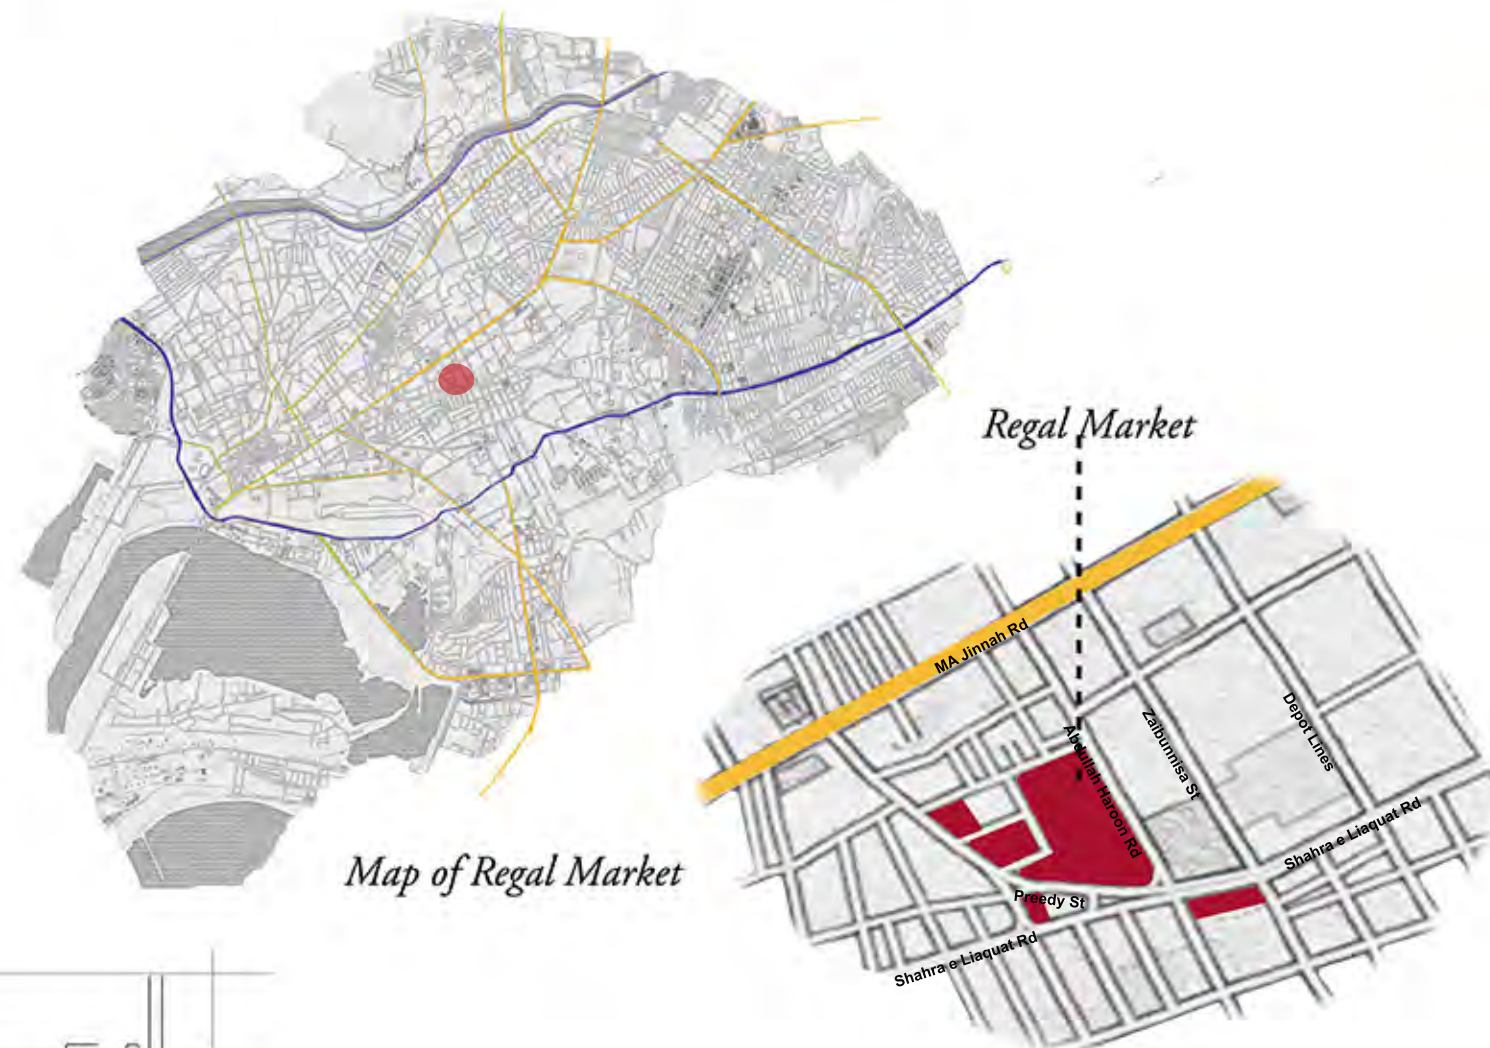 Regal Market
MA Jinnah Rd
Abdullah Haroon Rd
Zaibunnisa St
Depot Lines
Shahra e Liaquat Rd
Map of Regal Market
Preedy St
Shahra e Liaquat Rd